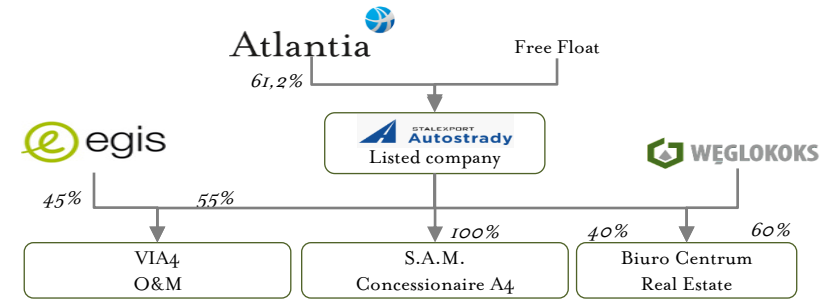 Atlantia
Free Float
61,2%
egis
STALEXPORT
Autostrady
Listed company
WĘGLOKOKS
45%
55%
100%
40%
60%
VIA4
O&M
S.A.M.
Concessionaire A4
Biuro Centrum
Real Estate